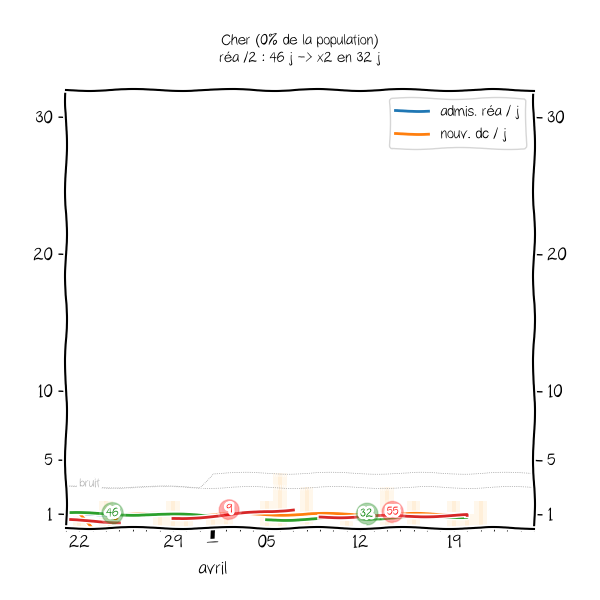 Cher (0% de la population)
réa /2 : 46 j -> x2 en 32 j
admis. réa / j
nouv. dc / j
30 30
20 20
10 10
5 5
bruit
1 46 9 32 55 1
22 29 05 12 19
avril